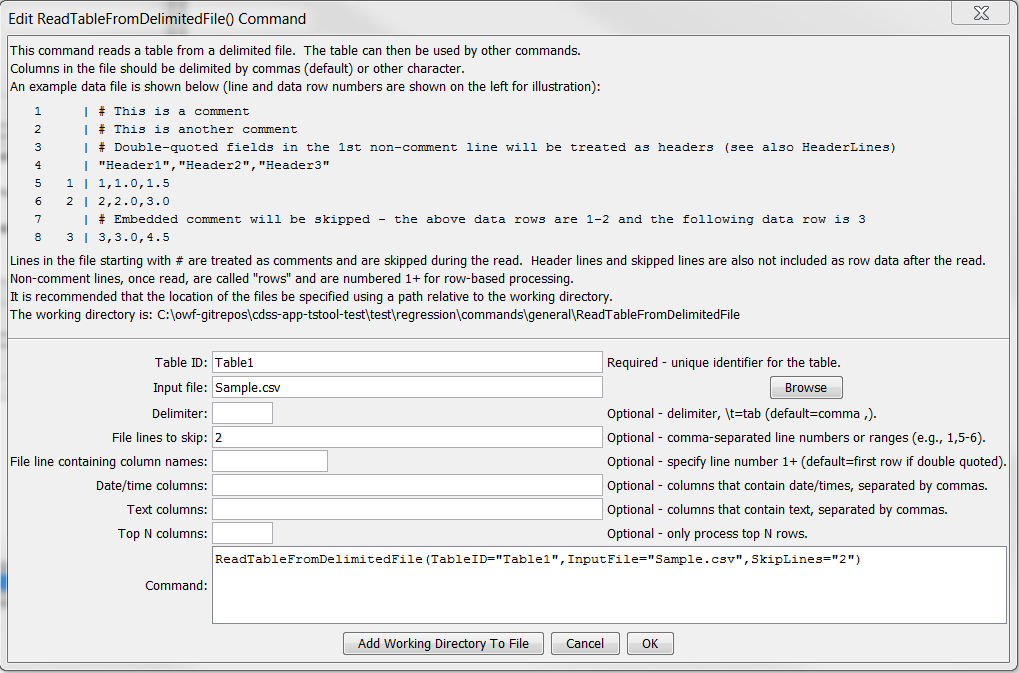 Edit ReadTableFromDelimitedFile() Command
This command reads a table from a delimited file.  The table can then be used by other commands.
Columns in the file should be delimited by commas (default) or other character.
An example data file is shown below (line and data row numbers are shown on the left for illustration):
1 | # This is a comment
2 | # This is another comment
3 | # Double-quoted fields in the 1st non-comment line will be treated as headers (see also HeaderLines)
4 | "Header1","Header2","Header3"
5 1 | 1,1.0,1.5
6 2 | 2,2.0,3.0
7 | # Embedded comment will be skipped - the above data rows are 1-2 and the following data row is 3
8 3 | 3,3.0,4.5
Lines in the file starting with # are treated as comments and are skipped during the read.  Header lines and skipped lines are also not included as row data after the read.
Non-comment lines, once read, are called "rows" and are numbered 1+ for row-based processing.
It is recommended that the location of the files be specified using a path relative to the working directory.
The working directory is: C:\owf-gitrepos\cdss-app-tstool-test\test\regression\commands\general\ReadTableFromDelimitedFile
Table ID: Table1 Required - unique identifier for the table.
Input file: Sample.csv Browse
Delimiter: Optional - delimiter, \t=tab (default=comma ,).
File lines to skip: 2 Optional - comma-separated line numbers or ranges (e.g., 1,5-6).
File line containing column names: Optional - specify line number 1+ (default=first row if double quoted).
Date/time columns: Optional - columns that contain date/times, separated by commas.
Text columns: Optional - columns that contain text, separated by commas.
Top N columns: Optional - only process top N rows.
Command: ReadTableFromDelimitedFile(TableID="Table1",InputFile="Sample.csv",SkipLines="2")
Add Working Directory To File Cancel OK